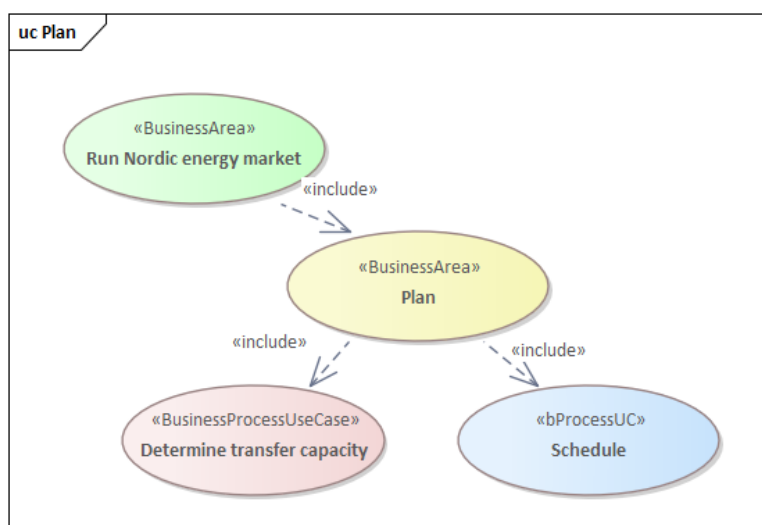 uc Plan
«BusinessArea»
Run Nordic energy market
«include»
«BusinessArea»
Plan
«include»
«include»
«BusinessProcessUseCase»
Determine transfer capacity
«bProcessUC»
Schedule